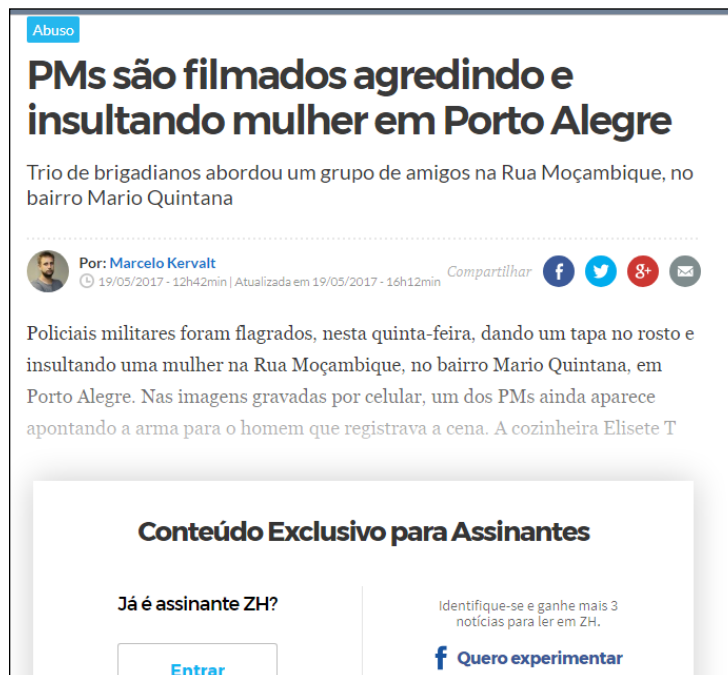 Abuso
PMs são filmados agredindo e
insultando mulher em Porto Alegre
Trio de brigadianos abordou um grupo de amigos na Rua Moçambique, no
bairro Mario Quintana
Por: Marcelo Kervalt
19/05/2017 - 12h42min | Atualizada em 19/05/2017 - 16h12min
Compartilhar
f
8+
Policiais militares foram flagrados, nesta quinta-feira, dando um tapa no rosto e
insultando uma mulher na Rua Moçambique, no bairro Mario Quintana, em
Porto Alegre. Nas imagens gravadas por celular, um dos PMs ainda aparece
apontando a arma para o homem que registrava a cena. A cozinheira Elisete T
Conteúdo Exclusivo para Assinantes
Já é assinante ZH?
Entrar
Identifique-se e ganhe mais 3
notícias para ler em ZH.
f Quero experimentar